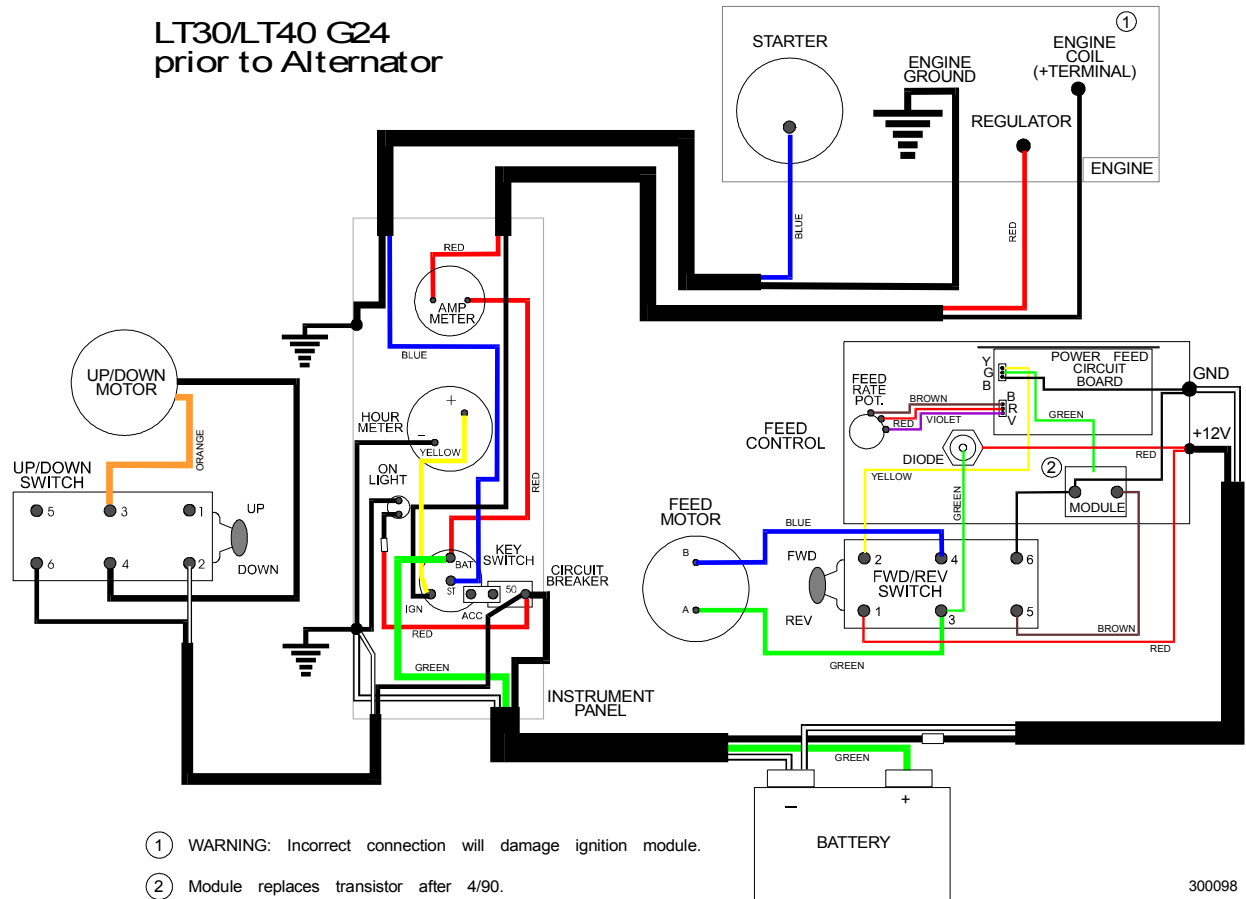 LT30/LT40 G24
prior to Alternator
1
STARTER
ENGINE
GROUND
ENGINE
COIL
(+TERMINAL)
REGULATOR
ENGINE
BLUE
RED
RED
AMP
METER
BLUE
UP/DOWN
MOTOR
ORANGE
HOUR
METER
+
–
YELLOW
RED
ON
LIGHT
UP/DOWN
SWITCH
5
3
1
UP
6
4
2
DOWN
KEY
SWITCH
BAT
ST
IGN
ACC
50
CIRCUIT
BREAKER
RED
GREEN
INSTRUMENT
PANEL
FEED
CONTROL
FEED
RATE
POT.
BROWN
RED
VIOLET
Y
G
B
B
R
V
POWER FEED
CIRCUIT
BOARD
GREEN
GND
+12V
DIODE
RED
YELLOW
GREEN
2
MODULE
FEED
MOTOR
B
A
BLUE
GREEN
FWD
REV
2
4
6
FWD/REV
SWITCH
1
3
5
BROWN
RED
GREEN
–
+
BATTERY
1 WARNING: Incorrect connection will damage ignition module.
2 Module replaces transistor after 4/90.
300098